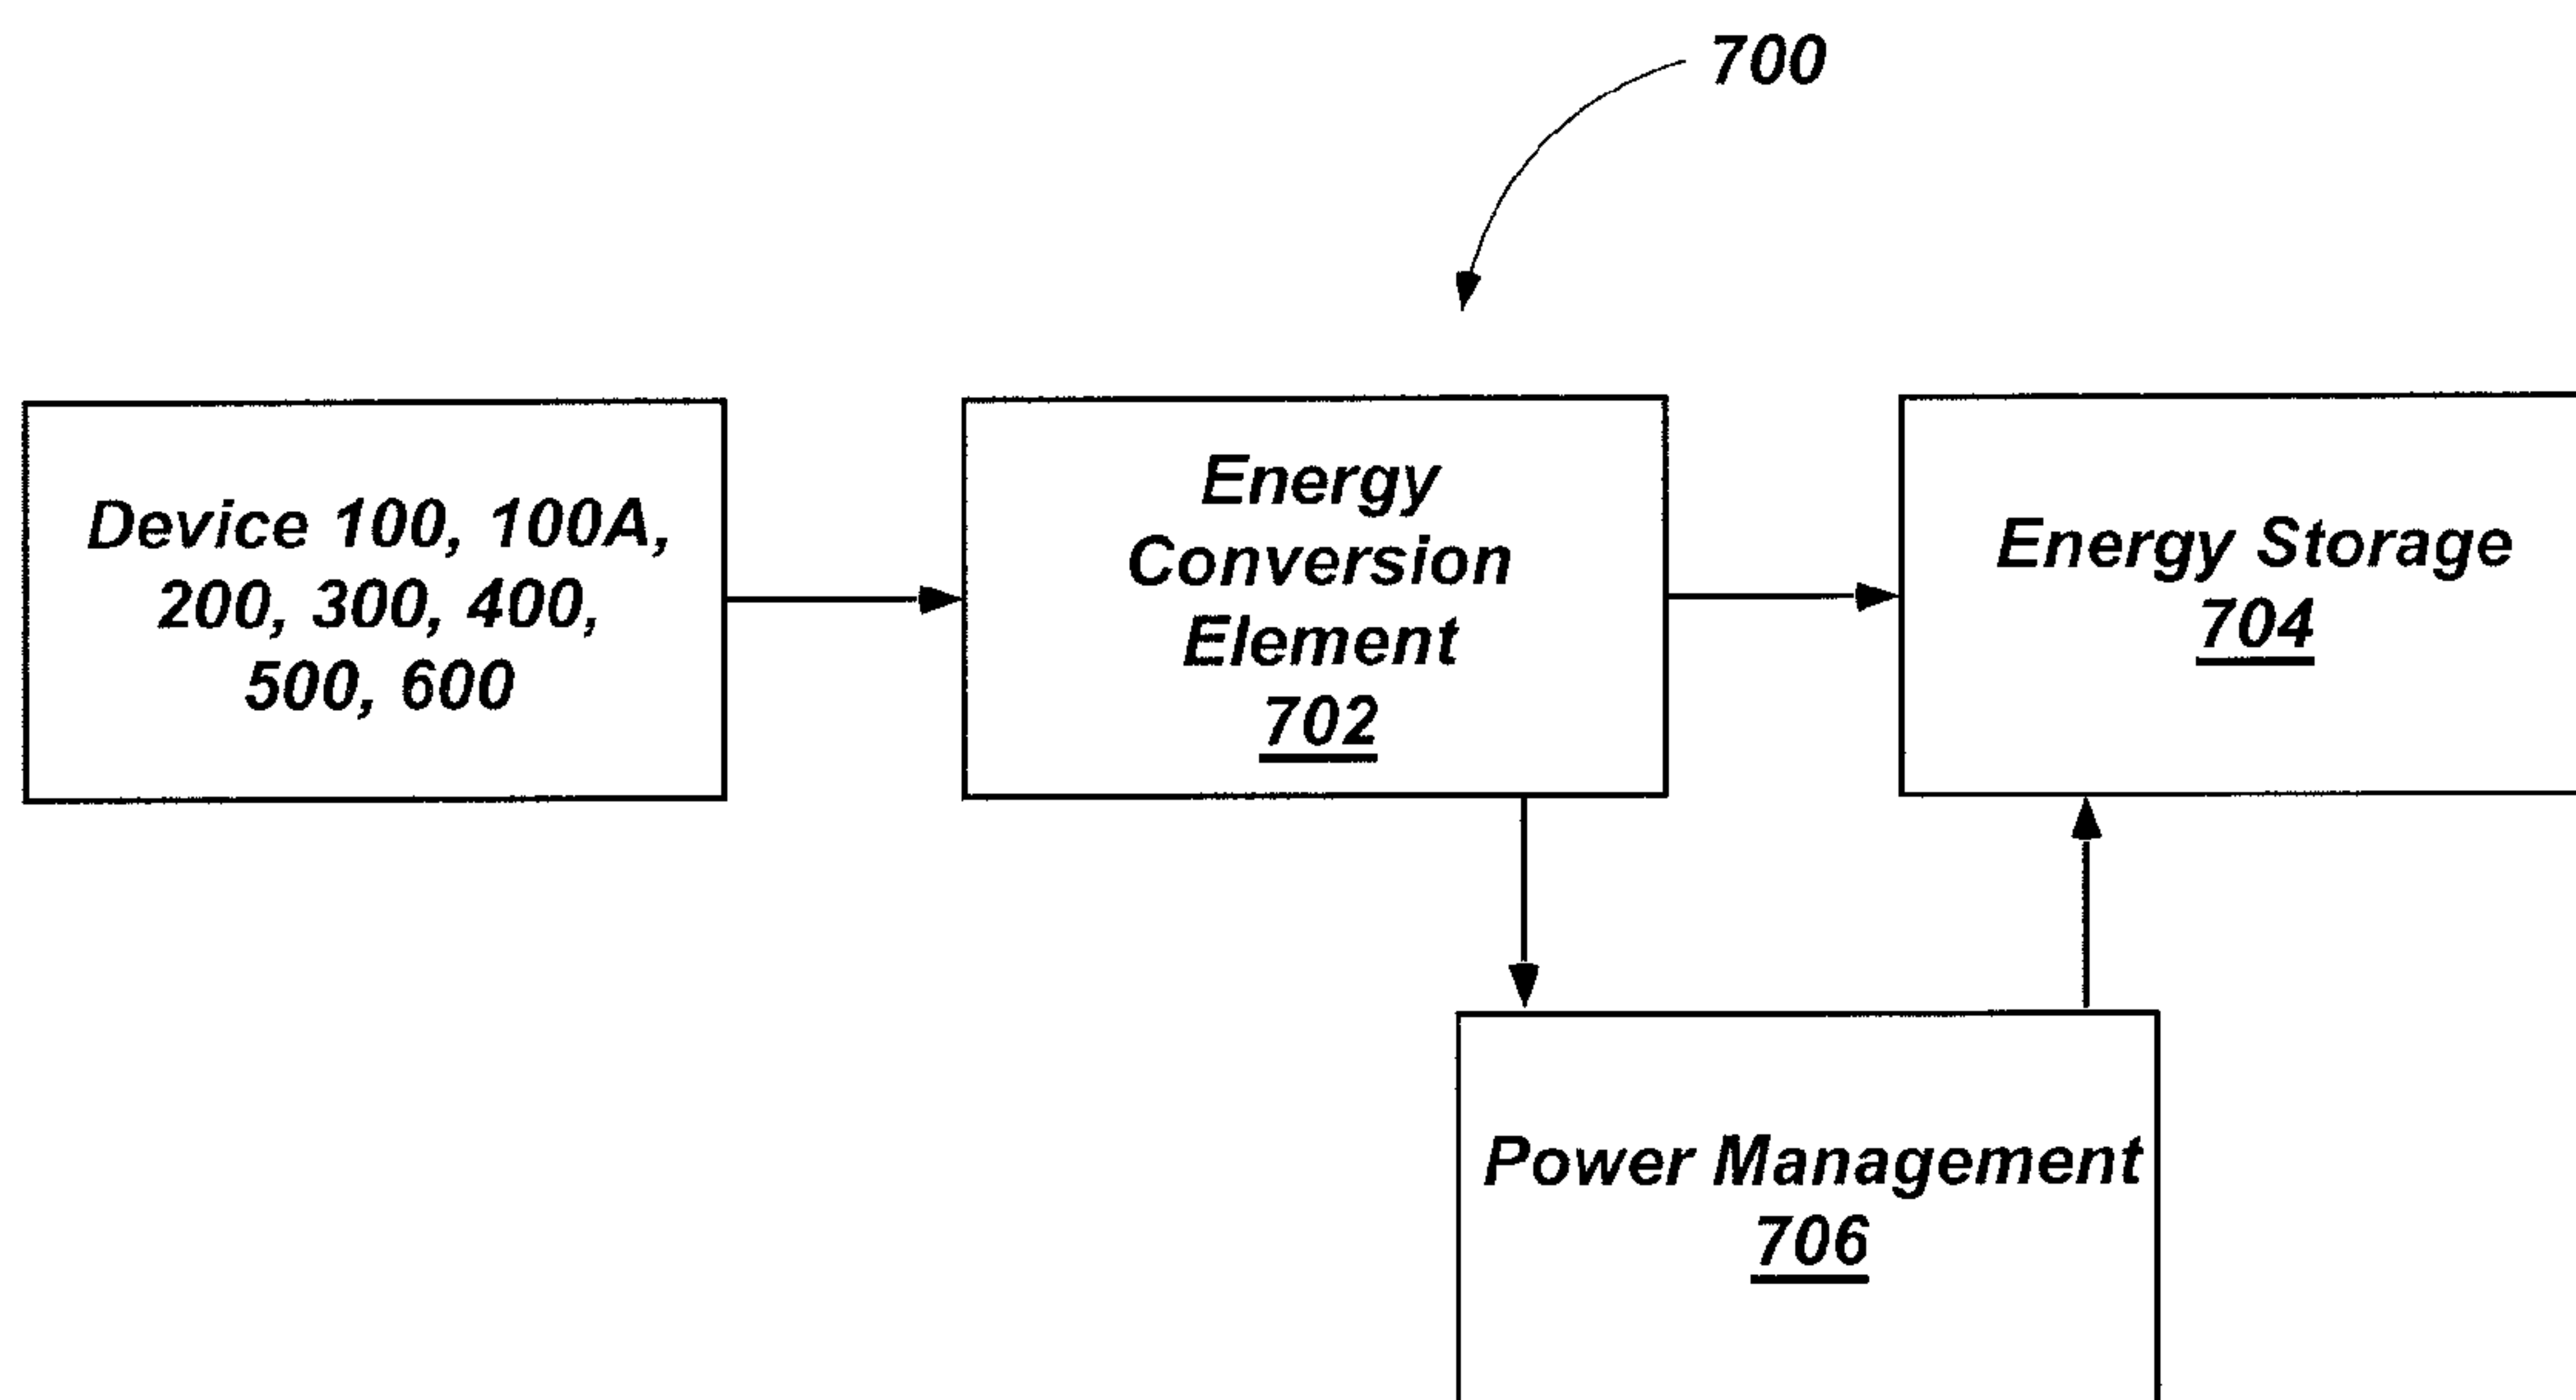 700
Device 100, 100A,
200, 300, 400,
500, 600
Energy
Conversion
Element
702
Energy Storage
704
Power Management
706